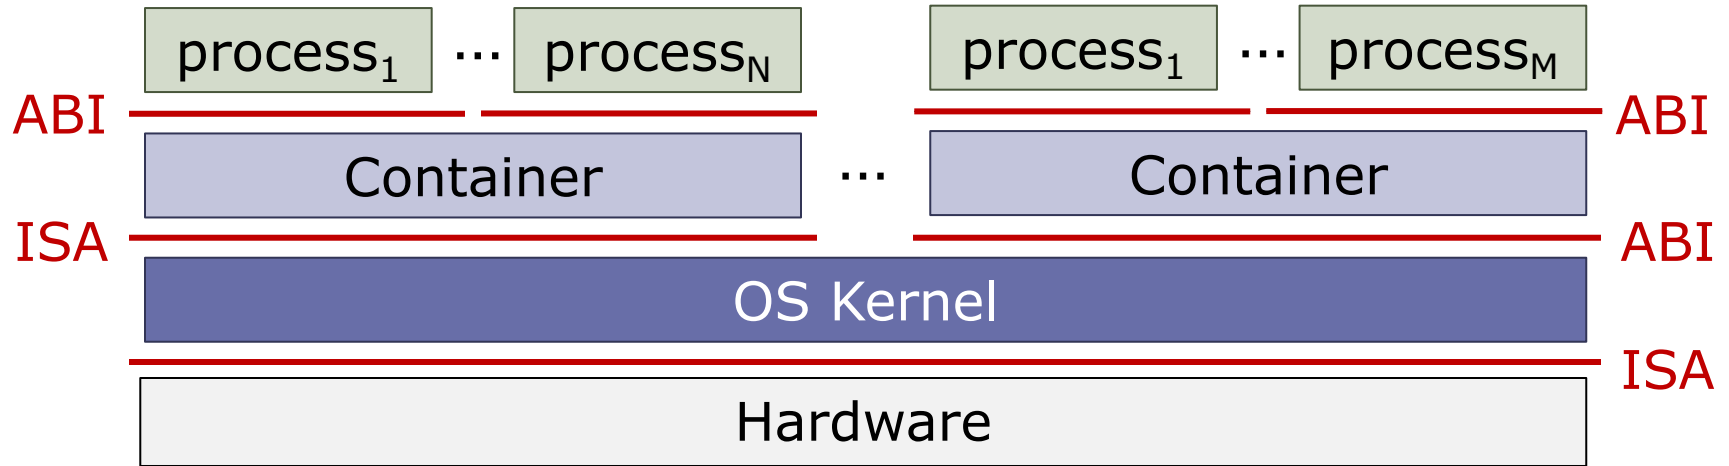 process₁ ... processN process₁ ... processM
ABI ABI
Container ... Container
ISA ABI
OS Kernel
ISA
Hardware